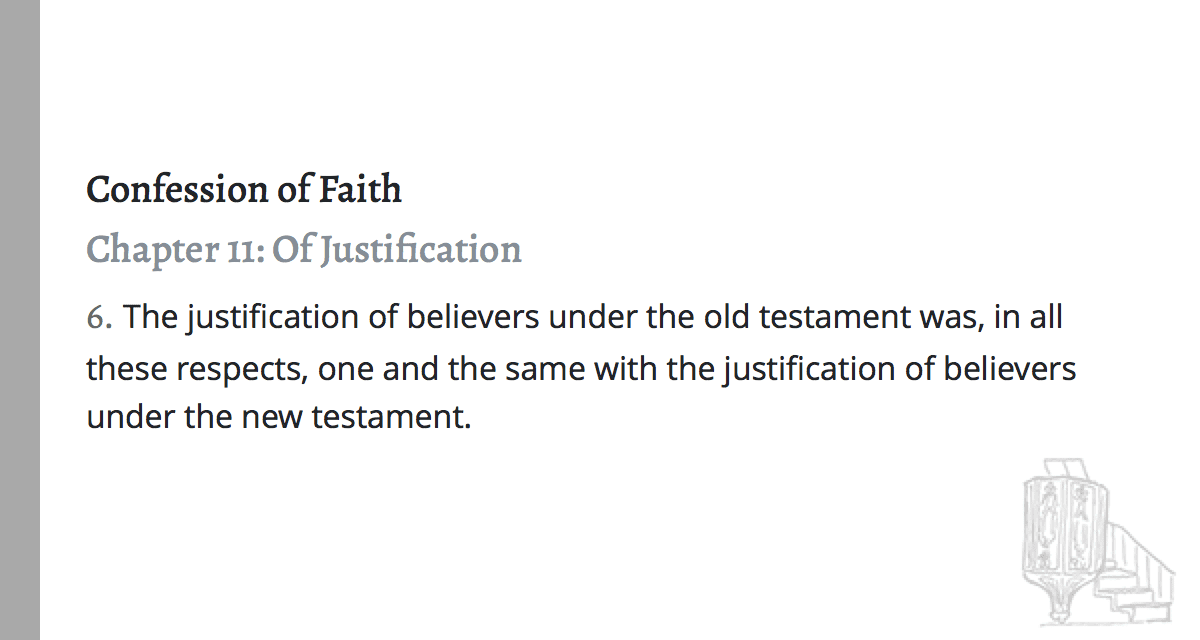 Confession of Faith
Chapter 11: Of Justification
6. The justification of believers under the old testament was, in all
these respects, one and the same with the justification of believers
under the new testament.